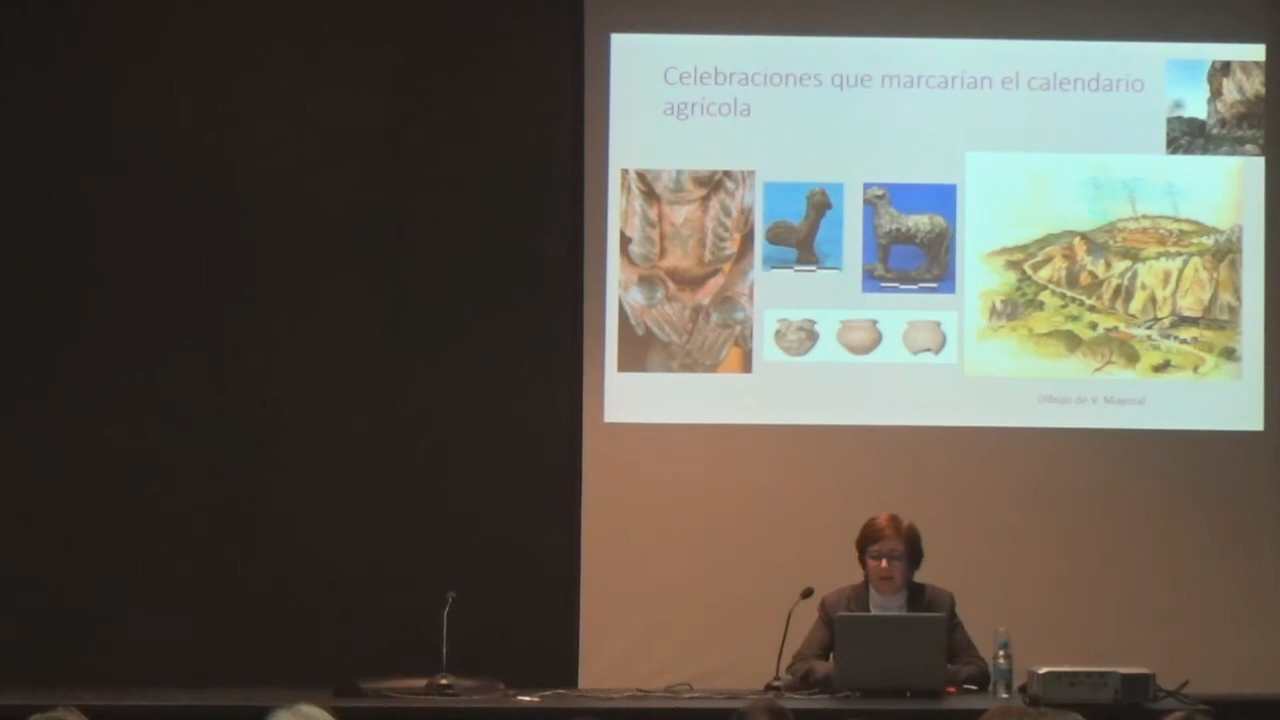 Celebraciones que marcarían el calendario
agrícola
Dibujo de V. Mayoral